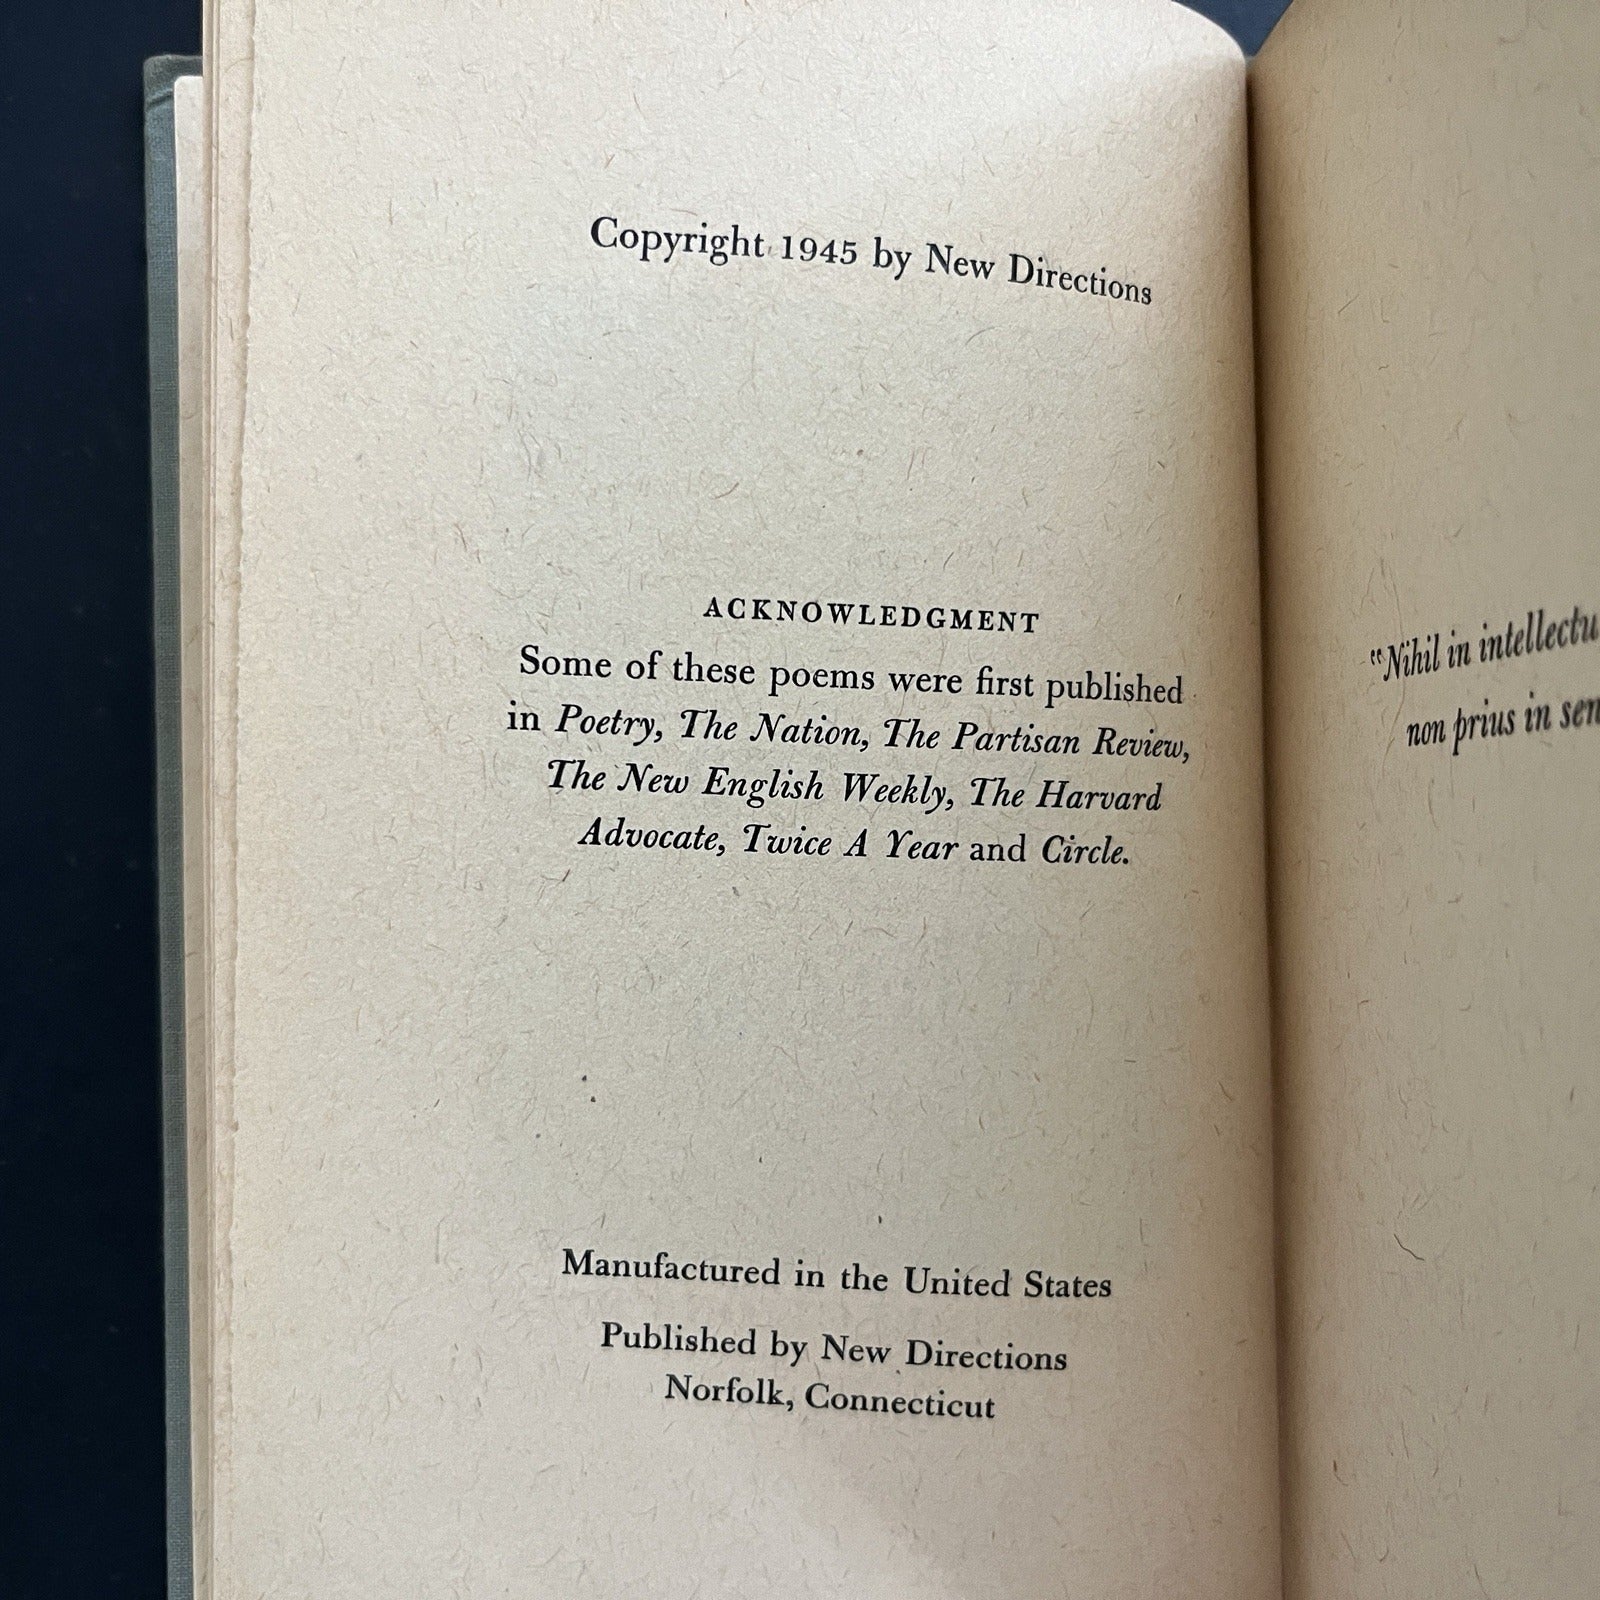 Copyright 1945 by New Directions
ACKNOWLEDGMENT
Some of these poems were first published
in Poetry, The Nation, The Partisan Review,
The New English Weekly, The Harvard
Advocate, Twice A Year and Circle.
Manufactured in the United States
Published by New Directions
Norfolk, Connecticut
"Nihil in intellectu
non prius in sen